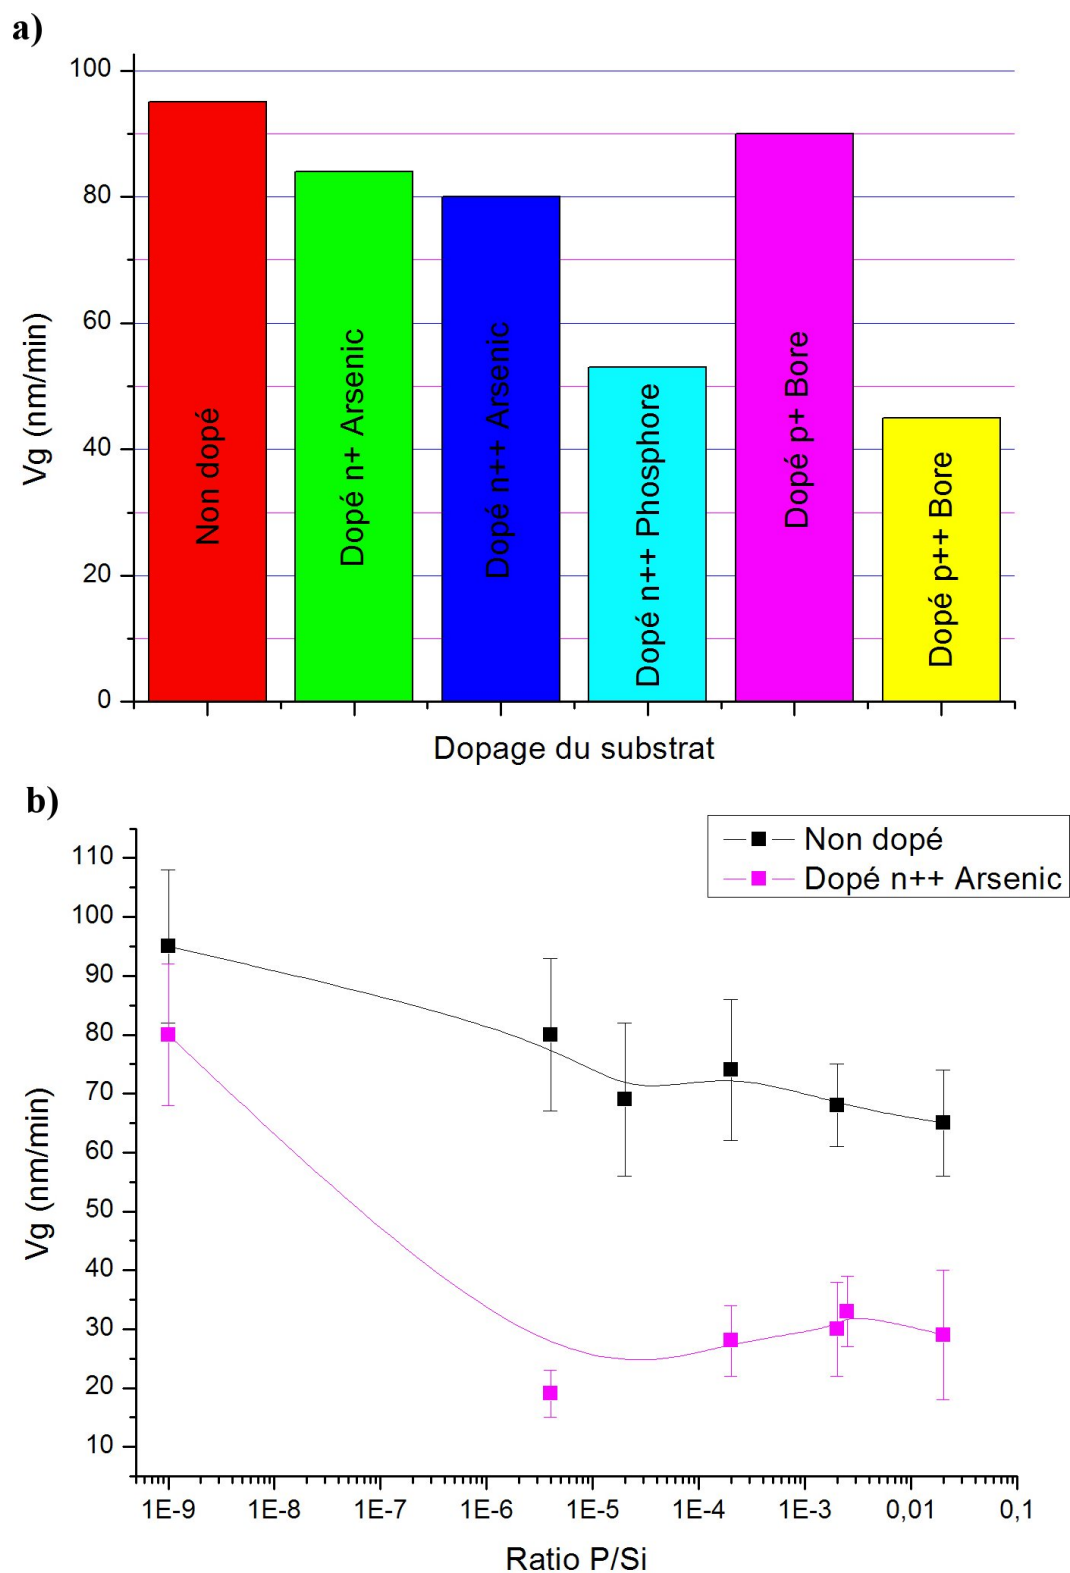 a)
100
80
60
40
20
0
Vg (nm/min)
Non dopé
Dopé n+ Arsenic
Dopé n++ Arsenic
Dopé n++ Phosphore
Dopé p+ Bore
Dopé p++ Bore
Dopage du substrat
b)
Non dopé
Dopé n++ Arsenic
110
100
90
80
70
60
50
40
30
20
10
Vg (nm/min)
1E-9 1E-8 1E-7 1E-6 1E-5 1E-4 1E-3 0,01 0,1
Ratio P/Si